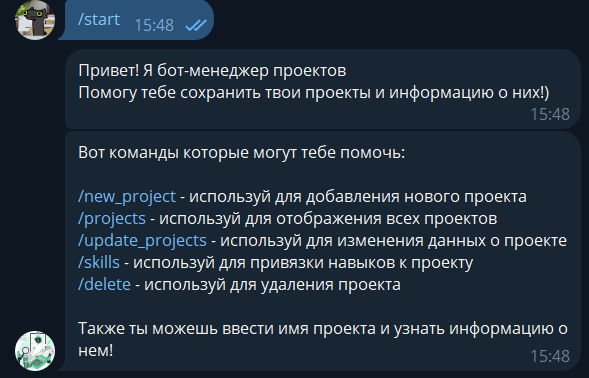 /start 15:48
Привет! Я бот-менеджер проектов
Помогу тебе сохранить твои проекты и информацию о них!)
15:48
Вот команды которые могут тебе помочь:
/new_project - используй для добавления нового проекта
/projects - используй для отображения всех проектов
/update_projects - используй для изменения данных о проекте
/skills - используй для привязки навыков к проекту
/delete - используй для удаления проекта
Также ты можешь ввести имя проекта и узнать информацию о
нем!
15:48